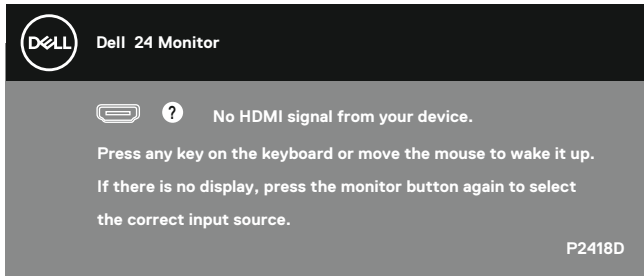 DELL
Dell 24 Monitor
? No HDMI signal from your device.
Press any key on the keyboard or move the mouse to wake it up.
If there is no display, press the monitor button again to select
the correct input source.
P2418D